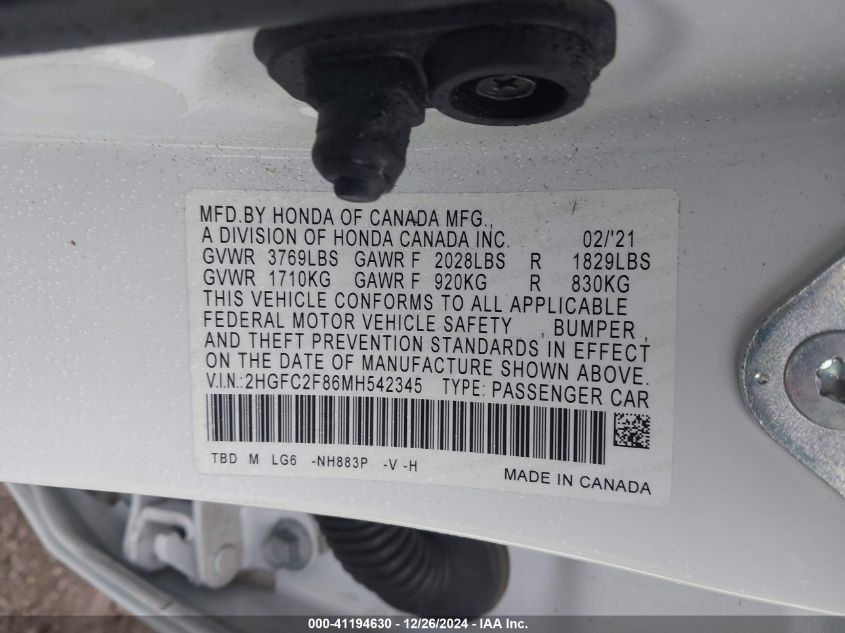 MFD.BY HONDA OF CANADA MFG.,
A DIVISION OF HONDA CANADA INC. 02/'21
GVWR 3769LBS GAWR F 2028LBS R 1829LBS
GVWR 1710KG GAWR F 920KG R 830KG
THIS VEHICLE CONFORMS TO ALL APPLICABLE
FEDERAL MOTOR VEHICLE SAFETY , BUMPER ,
AND THEFT PREVENTION STANDARDS IN EFFECT
ON THE DATE OF MANUFACTURE SHOWN ABOVE.
V.I.N.:2HGFC2F86MH542345 TYPE: PASSENGER CAR
TBD M LG6 -NH883P -V -H
MADE IN CANADA
000-41194630 - 12/26/2024 - IAA Inc.